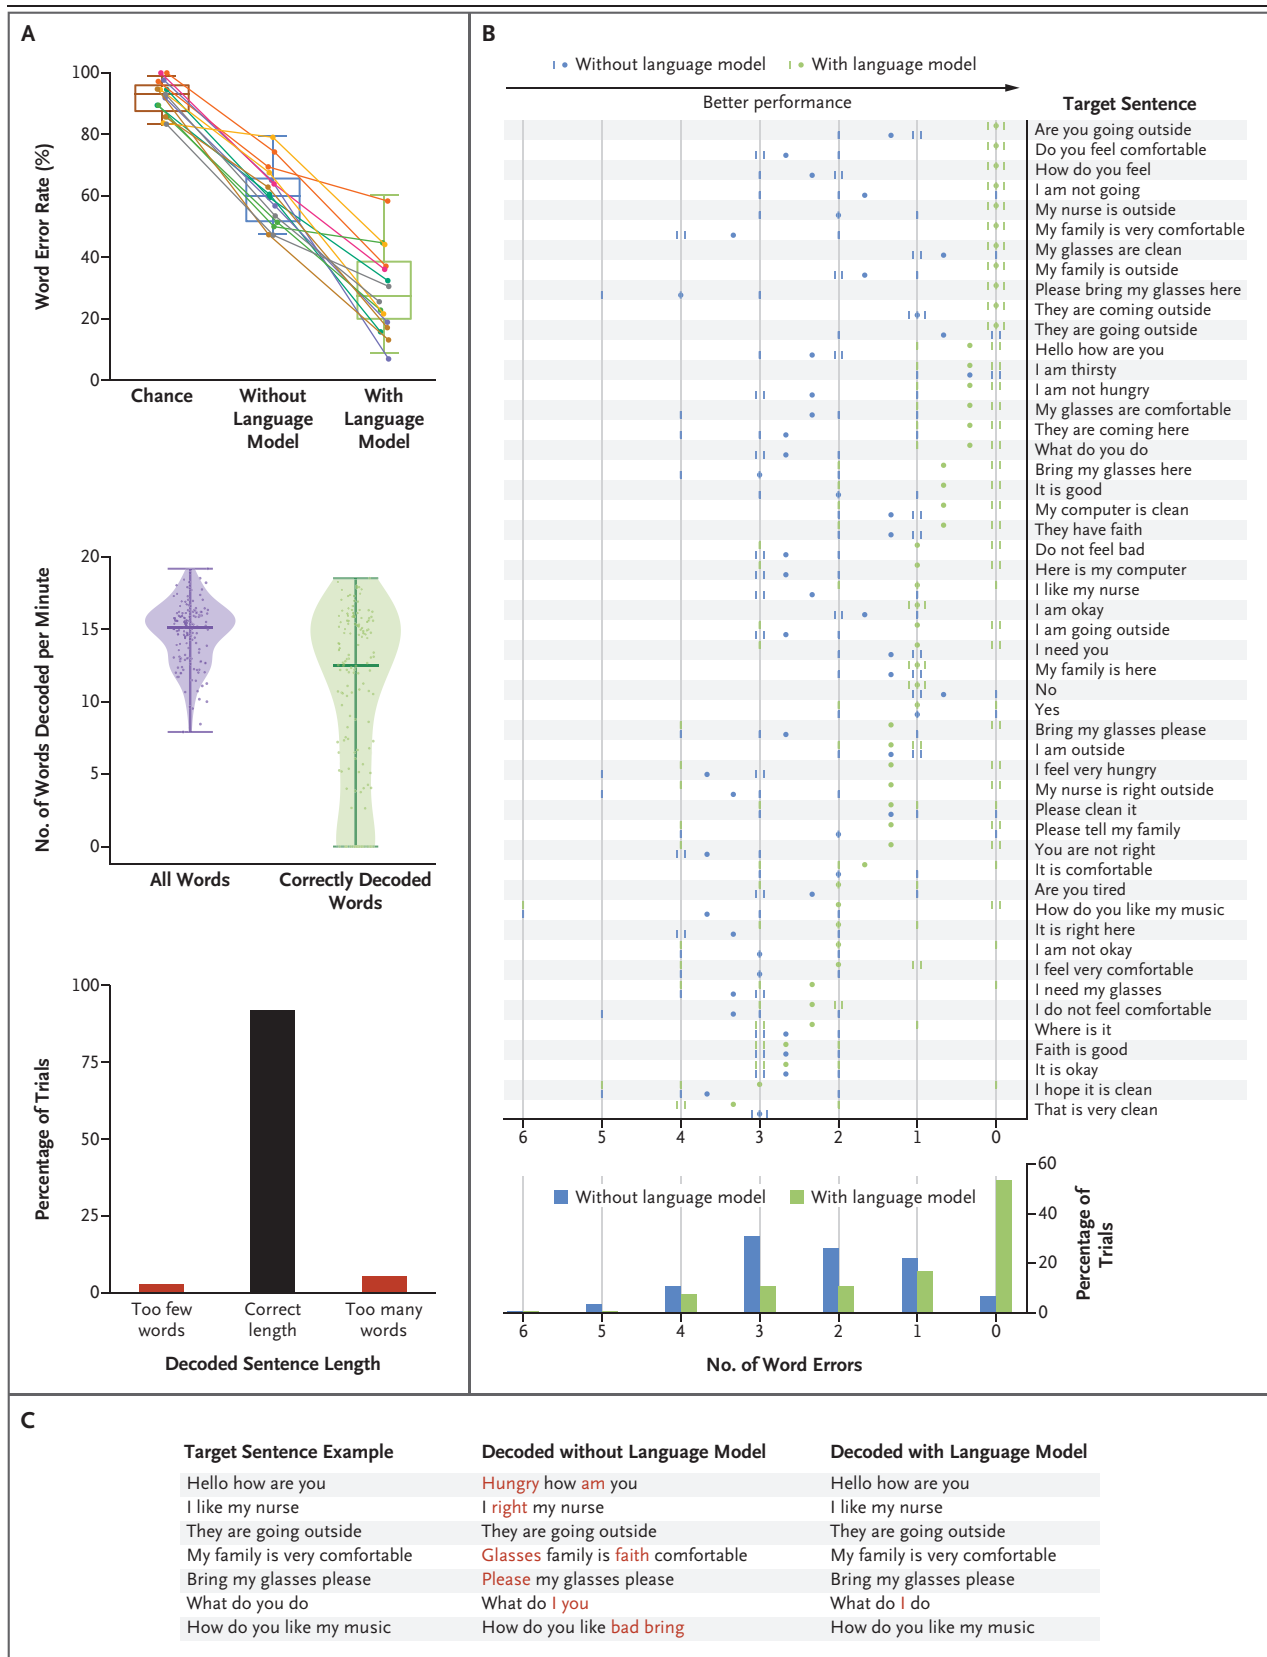 A
100
80
60
40
20
0
Word Error Rate (%)
Chance
Without
Language
Model
With
Language
Model
20
15
10
5
0
No. of Words Decoded per Minute
All Words
Correctly Decoded
Words
100
75
50
25
0
Percentage of Trials
Too few
words
Correct
length
Too many
words
Decoded Sentence Length
B
Without language model
With language model
Better performance
Target Sentence
Are you going outside
Do you feel comfortable
How do you feel
I am not going
My nurse is outside
My family is very comfortable
My glasses are clean
My family is outside
Please bring my glasses here
They are coming outside
They are going outside
Hello how are you
I am thirsty
I am not hungry
My glasses are comfortable
They are coming here
What do you do
Bring my glasses here
It is good
My computer is clean
They have faith
Do not feel bad
Here is my computer
I like my nurse
I am okay
I am going outside
I need you
My family is here
No
Yes
Bring my glasses please
I am outside
I feel very hungry
My nurse is right outside
Please clean it
Please tell my family
You are not right
It is comfortable
Are you tired
How do you like my music
It is right here
I am not okay
I feel very comfortable
I need my glasses
I do not feel comfortable
Where is it
Faith is good
It is okay
I hope it is clean
That is very clean
6 5 4 3 2 1 0
Without language model
With language model
60
40
20
0
Percentage of
Trials
6 5 4 3 2 1 0
No. of Word Errors
C
Target Sentence Example Decoded without Language Model Decoded with Language Model
Hello how are you Hungry how am you Hello how are you
I like my nurse I right my nurse I like my nurse
They are going outside They are going outside They are going outside
My family is very comfortable Glasses family is faith comfortable My family is very comfortable
Bring my glasses please Please my glasses please Bring my glasses please
What do you do What do I you What do I do
How do you like my music How do you like bad bring How do you like my music